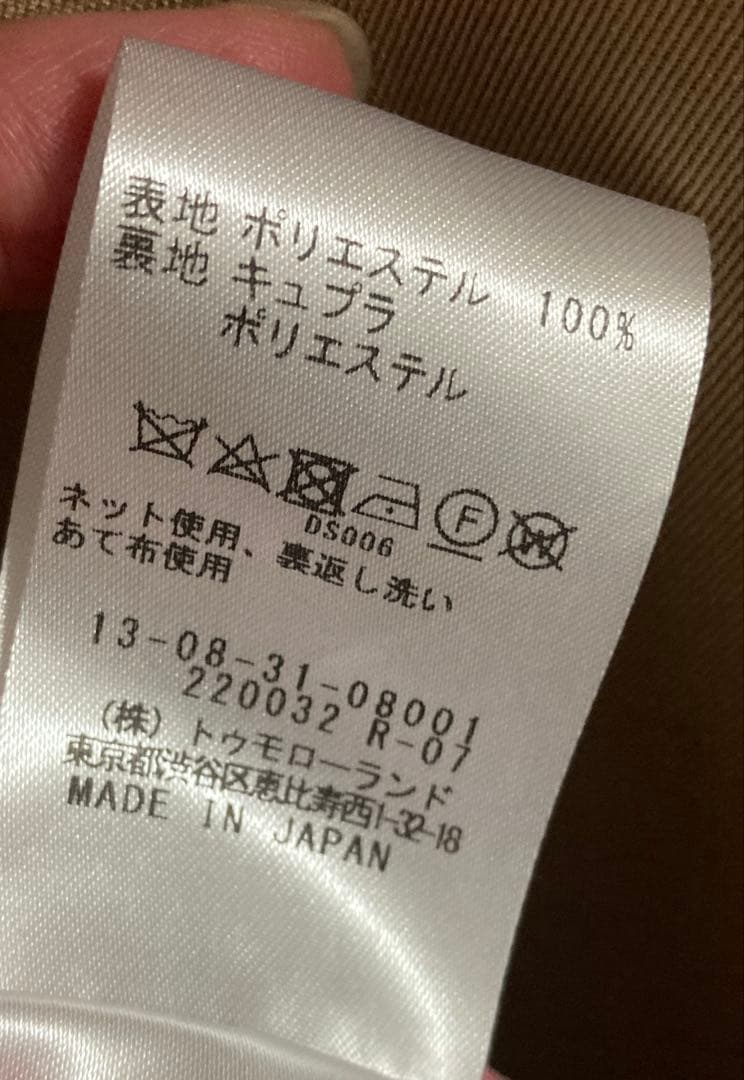 表地 ポリエステル 100%
裏地 キュプラ
ポリエステル
F W
DS006
ネット使用、裏返し洗い
あて布使用
13-08-31-08001
220032 R-07
(株) トゥモローランド
東京都渋谷区恵比寿西1-32-18
MADE IN JAPAN